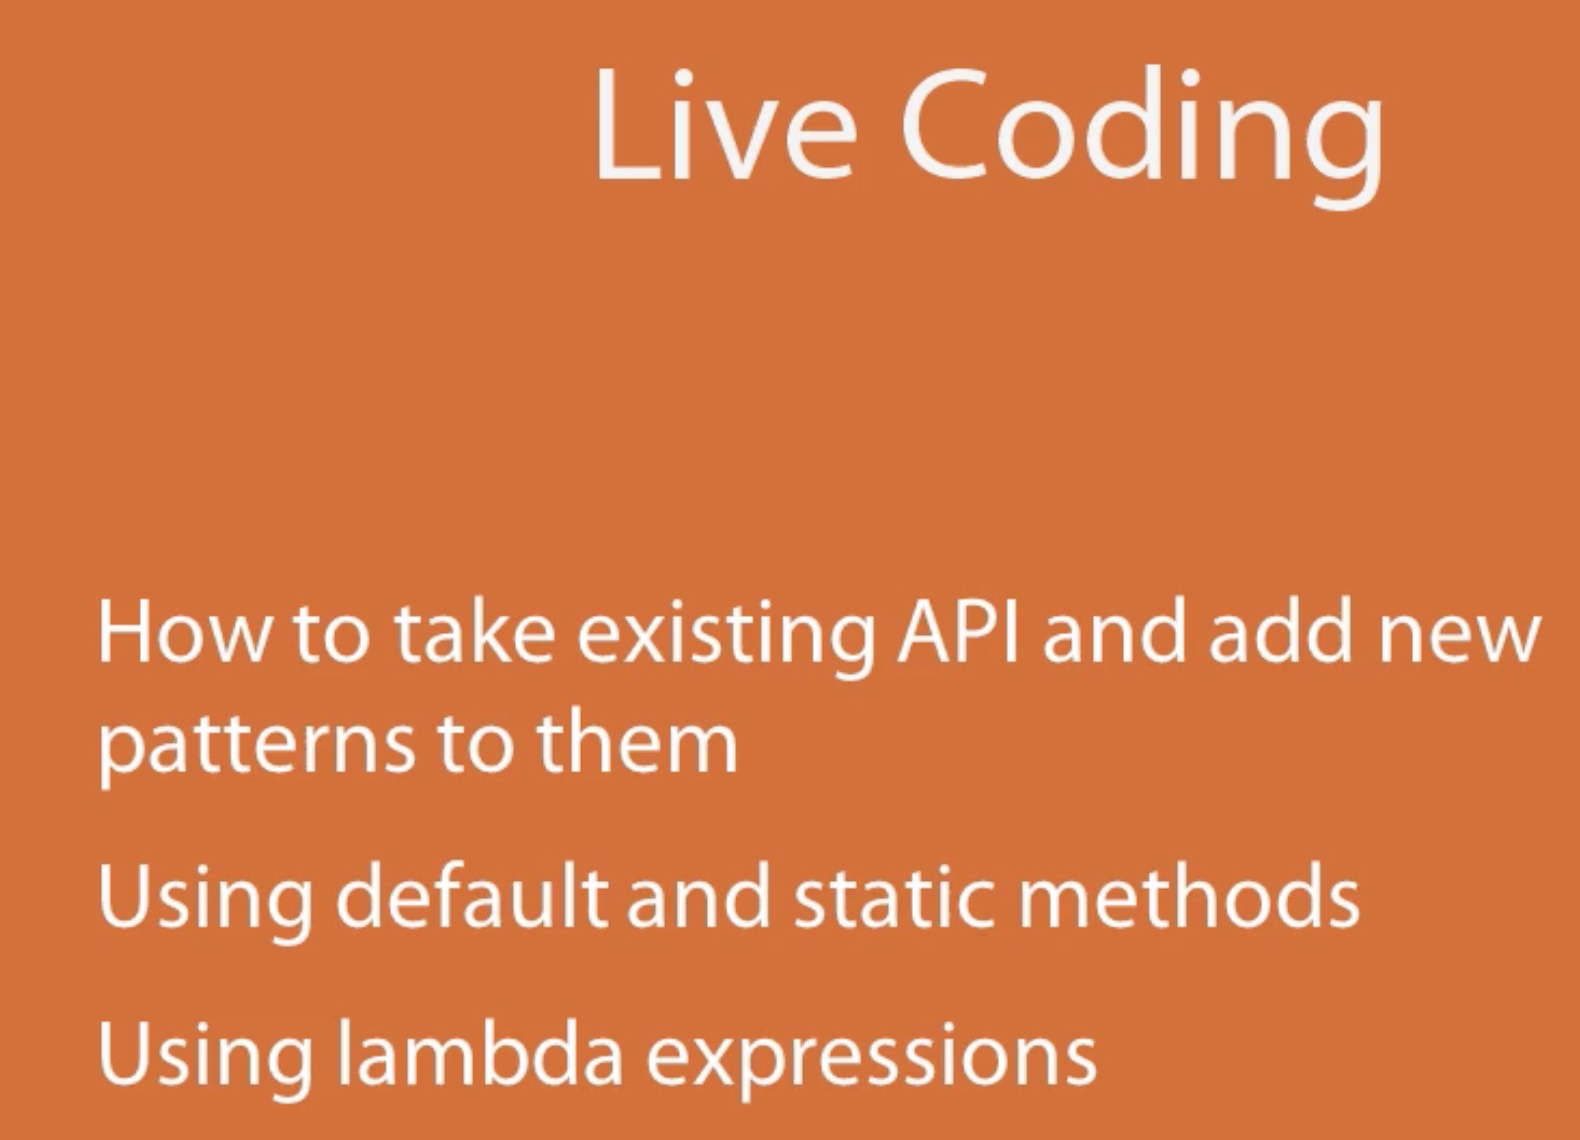 Live Coding
How to take existing API and add new
patterns to them
Using default and static methods
Using lambda expressions